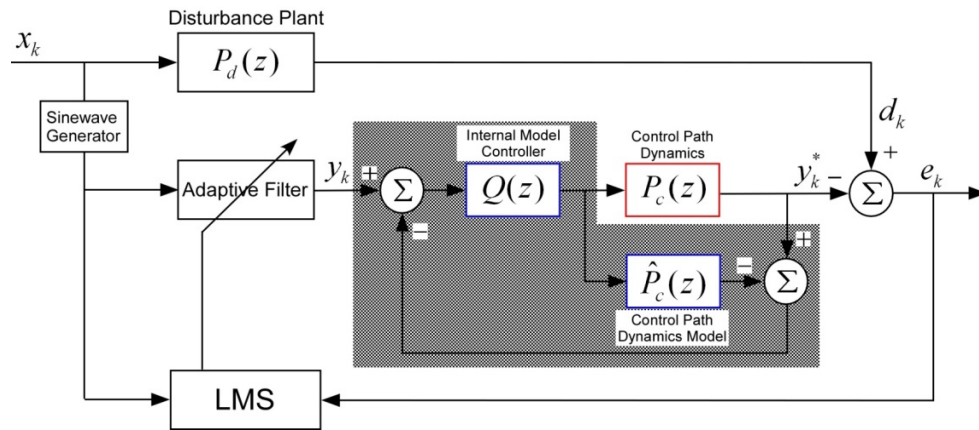 Disturbance Plant
x_k
P_d(z)
Sinewave
Generator
d_k
Internal Model
Controller
Control Path
Dynamics
+
Adaptive Filter
y_k
+
Σ
Q(z)
P_c(z)
y_k^*
−
Σ
e_k
−
+
P̂_c(z)
−
Σ
Control Path
Dynamics Model
LMS